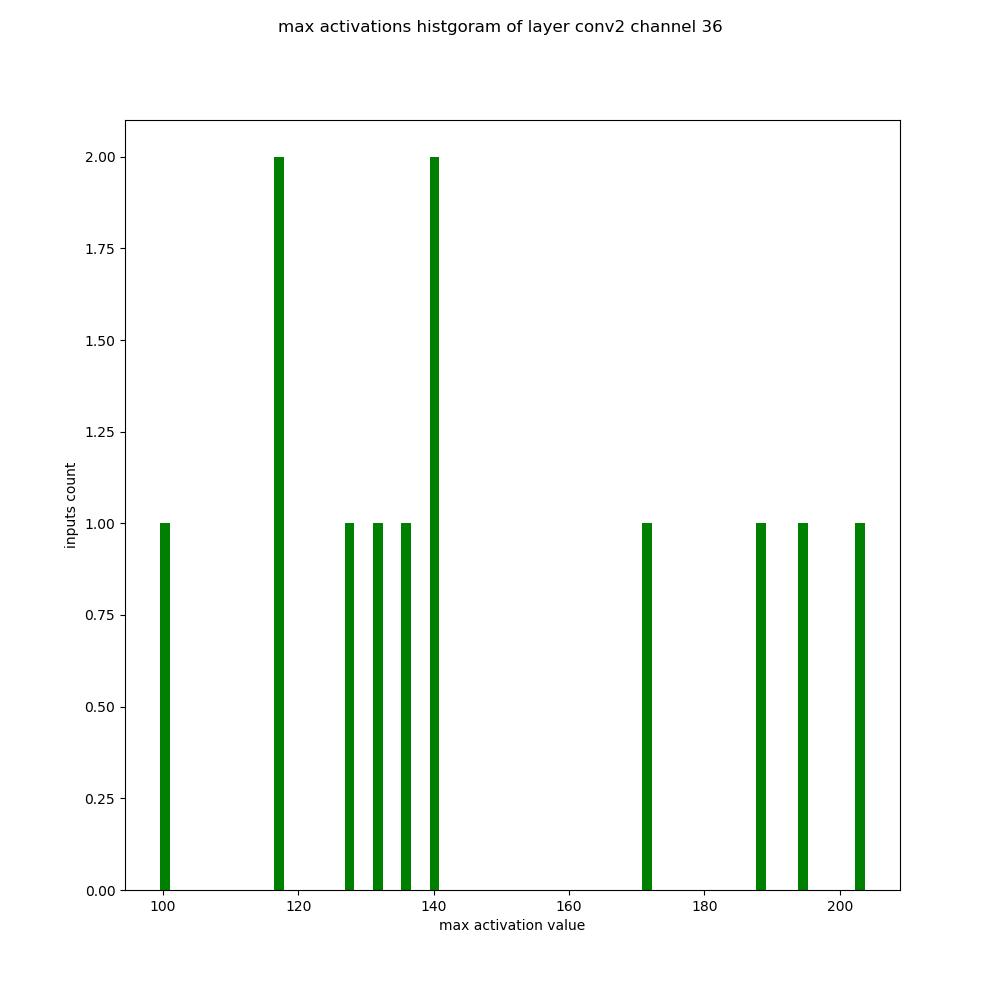 max activations histgoram of layer conv2 channel 36
2.00
1.75
1.50
1.25
1.00
0.75
0.50
0.25
0.00
inputs count
100 120 140 160 180 200
max activation value